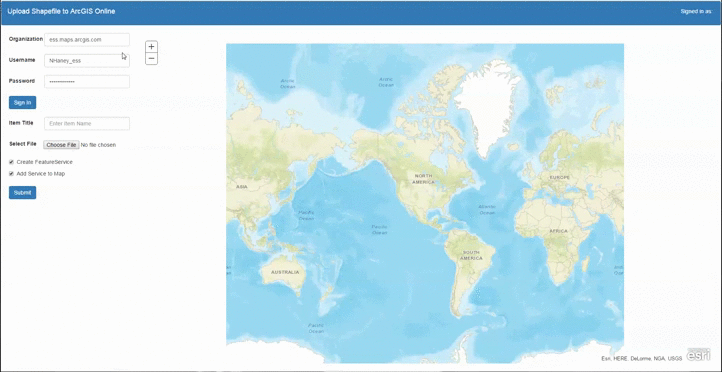 Upload Shapefile to ArcGIS Online
Signed in as:
Organization ess.maps.arcgis.com
Username NHaney_ess
Password ••••••••••••
Sign In
Item Title Enter Item Name
Select File Choose File No file chosen
Create FeatureService
Add Service to Map
Submit
+
−
Arctic
Ocean
Arctic
Ocean
ASIA
NORTH
AMERICA
EUROPE
Pacific
Ocean
Atlantic
Ocean
Pacific
Ocean
AFRICA
SOUTH
AMERICA
AUSTRALIA
Pacific
Ocean
Esri, HERE, DeLorme, NGA, USGS
esri